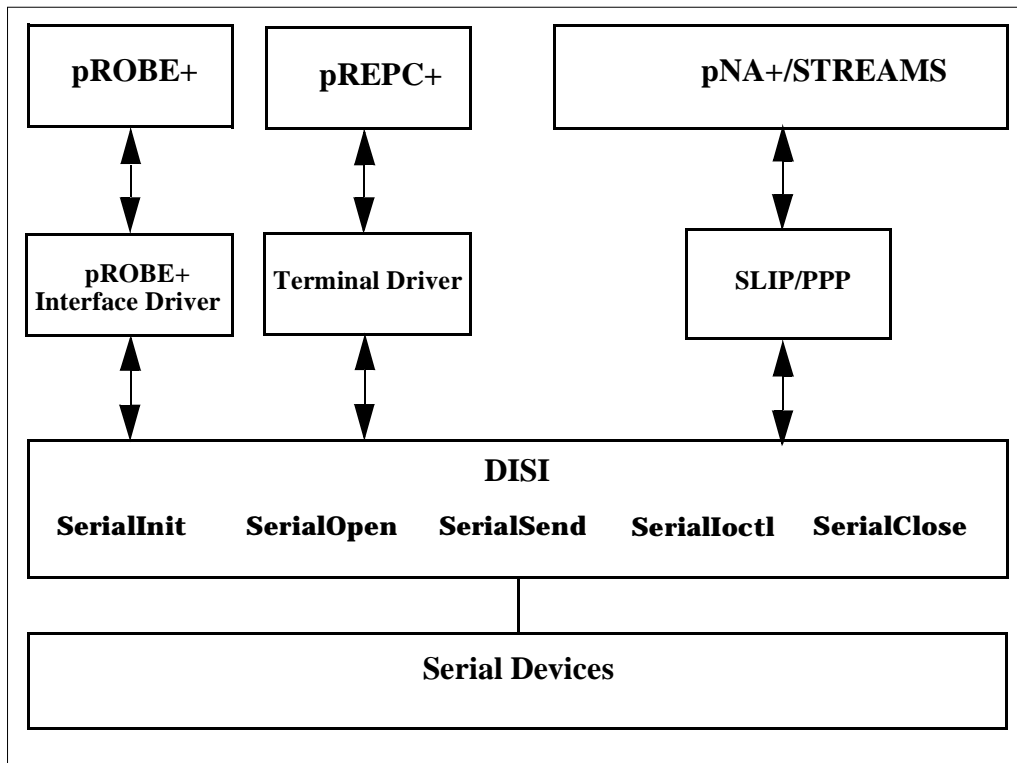 pROBE+
pREPC+
pNA+/STREAMS
pROBE+
Interface Driver
Terminal Driver
SLIP/PPP
DISI
SerialInit
SerialOpen
SerialSend
SerialIoctl
SerialClose
Serial Devices